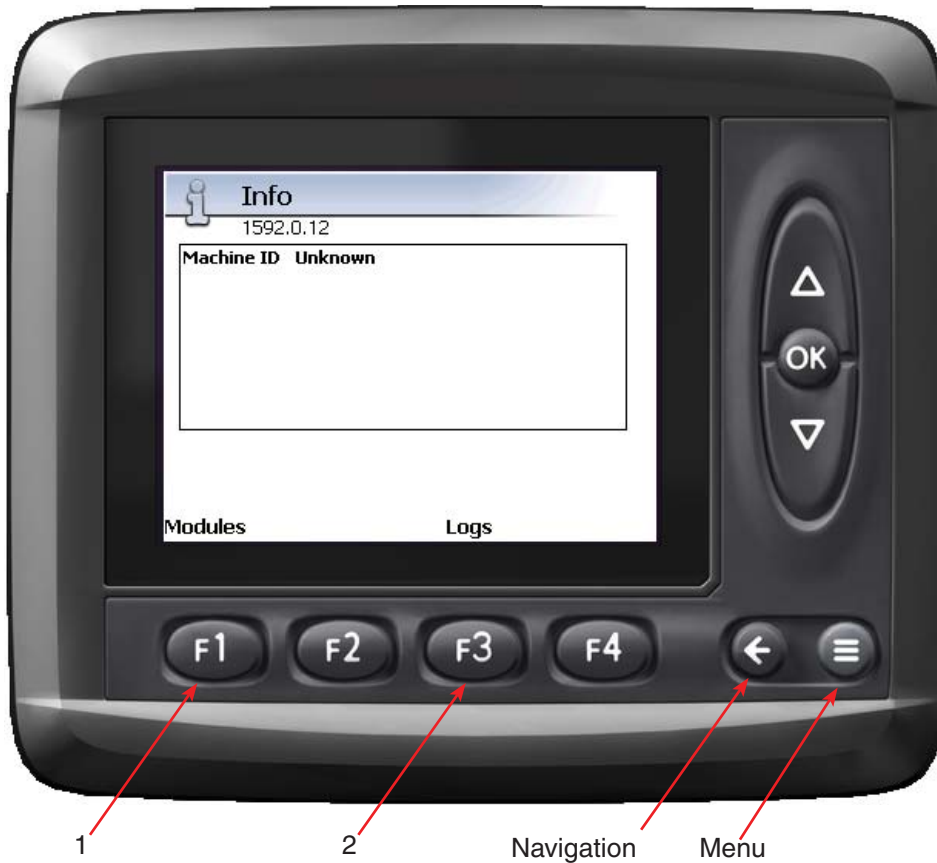 Info
1592.0.12
Machine ID Unknown
Modules Logs
OK
F1 F2 F3 F4
1 2 Navigation Menu